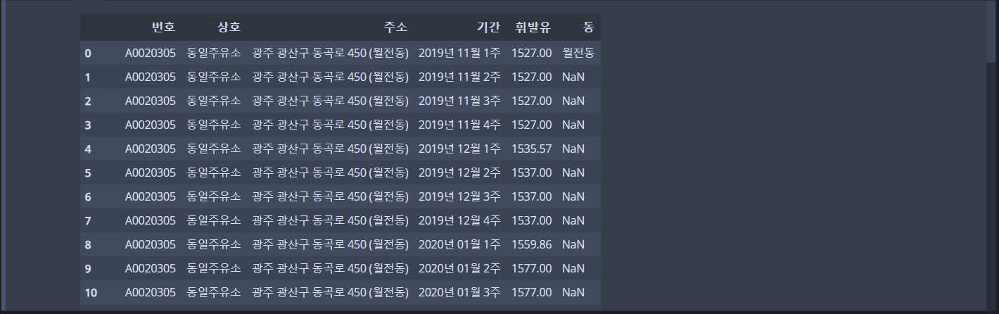 번호 상호 주소 기간 휘발유 동
0 A0020305 동일주유소 광주 광산구 동곡로 450 (월전동) 2019년 11월 1주 1527.00 월전동
1 A0020305 동일주유소 광주 광산구 동곡로 450 (월전동) 2019년 11월 2주 1527.00 NaN
2 A0020305 동일주유소 광주 광산구 동곡로 450 (월전동) 2019년 11월 3주 1527.00 NaN
3 A0020305 동일주유소 광주 광산구 동곡로 450 (월전동) 2019년 11월 4주 1527.00 NaN
4 A0020305 동일주유소 광주 광산구 동곡로 450 (월전동) 2019년 12월 1주 1535.57 NaN
5 A0020305 동일주유소 광주 광산구 동곡로 450 (월전동) 2019년 12월 2주 1537.00 NaN
6 A0020305 동일주유소 광주 광산구 동곡로 450 (월전동) 2019년 12월 3주 1537.00 NaN
7 A0020305 동일주유소 광주 광산구 동곡로 450 (월전동) 2019년 12월 4주 1537.00 NaN
8 A0020305 동일주유소 광주 광산구 동곡로 450 (월전동) 2020년 01월 1주 1559.86 NaN
9 A0020305 동일주유소 광주 광산구 동곡로 450 (월전동) 2020년 01월 2주 1577.00 NaN
10 A0020305 동일주유소 광주 광산구 동곡로 450 (월전동) 2020년 01월 3주 1577.00 NaN